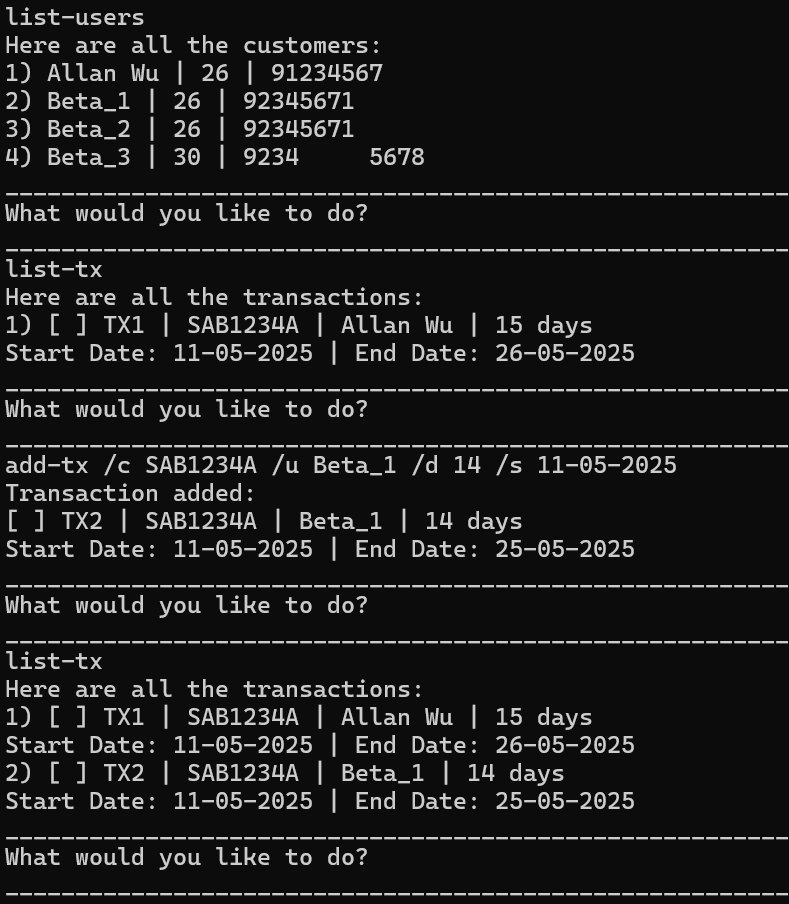 list-users
Here are all the customers:
1) Allan Wu | 26 | 91234567
2) Beta_1 | 26 | 92345671
3) Beta_2 | 26 | 92345671
4) Beta_3 | 30 | 9234     5678
________________________________________________________
What would you like to do?
________________________________________________________
list-tx
Here are all the transactions:
1) [ ] TX1 | SAB1234A | Allan Wu | 15 days
Start Date: 11-05-2025 | End Date: 26-05-2025
________________________________________________________
What would you like to do?
________________________________________________________
add-tx /c SAB1234A /u Beta_1 /d 14 /s 11-05-2025
Transaction added:
[ ] TX2 | SAB1234A | Beta_1 | 14 days
Start Date: 11-05-2025 | End Date: 25-05-2025
________________________________________________________
What would you like to do?
________________________________________________________
list-tx
Here are all the transactions:
1) [ ] TX1 | SAB1234A | Allan Wu | 15 days
Start Date: 11-05-2025 | End Date: 26-05-2025
2) [ ] TX2 | SAB1234A | Beta_1 | 14 days
Start Date: 11-05-2025 | End Date: 25-05-2025
________________________________________________________
What would you like to do?
________________________________________________________